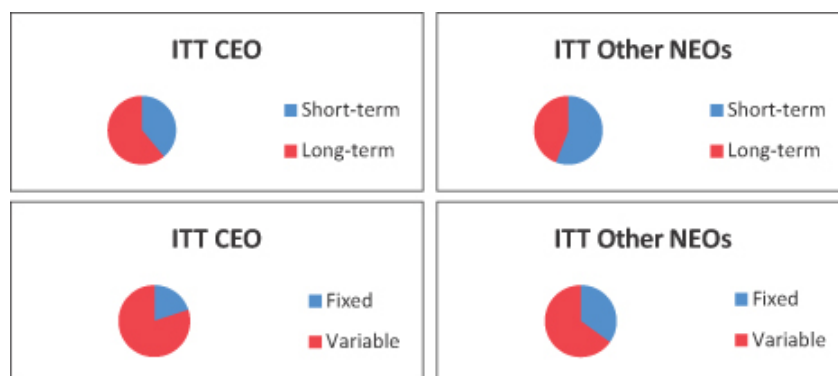 ITT CEO
Short-term
Long-term
ITT Other NEOs
Short-term
Long-term
ITT CEO
Fixed
Variable
ITT Other NEOs
Fixed
Variable